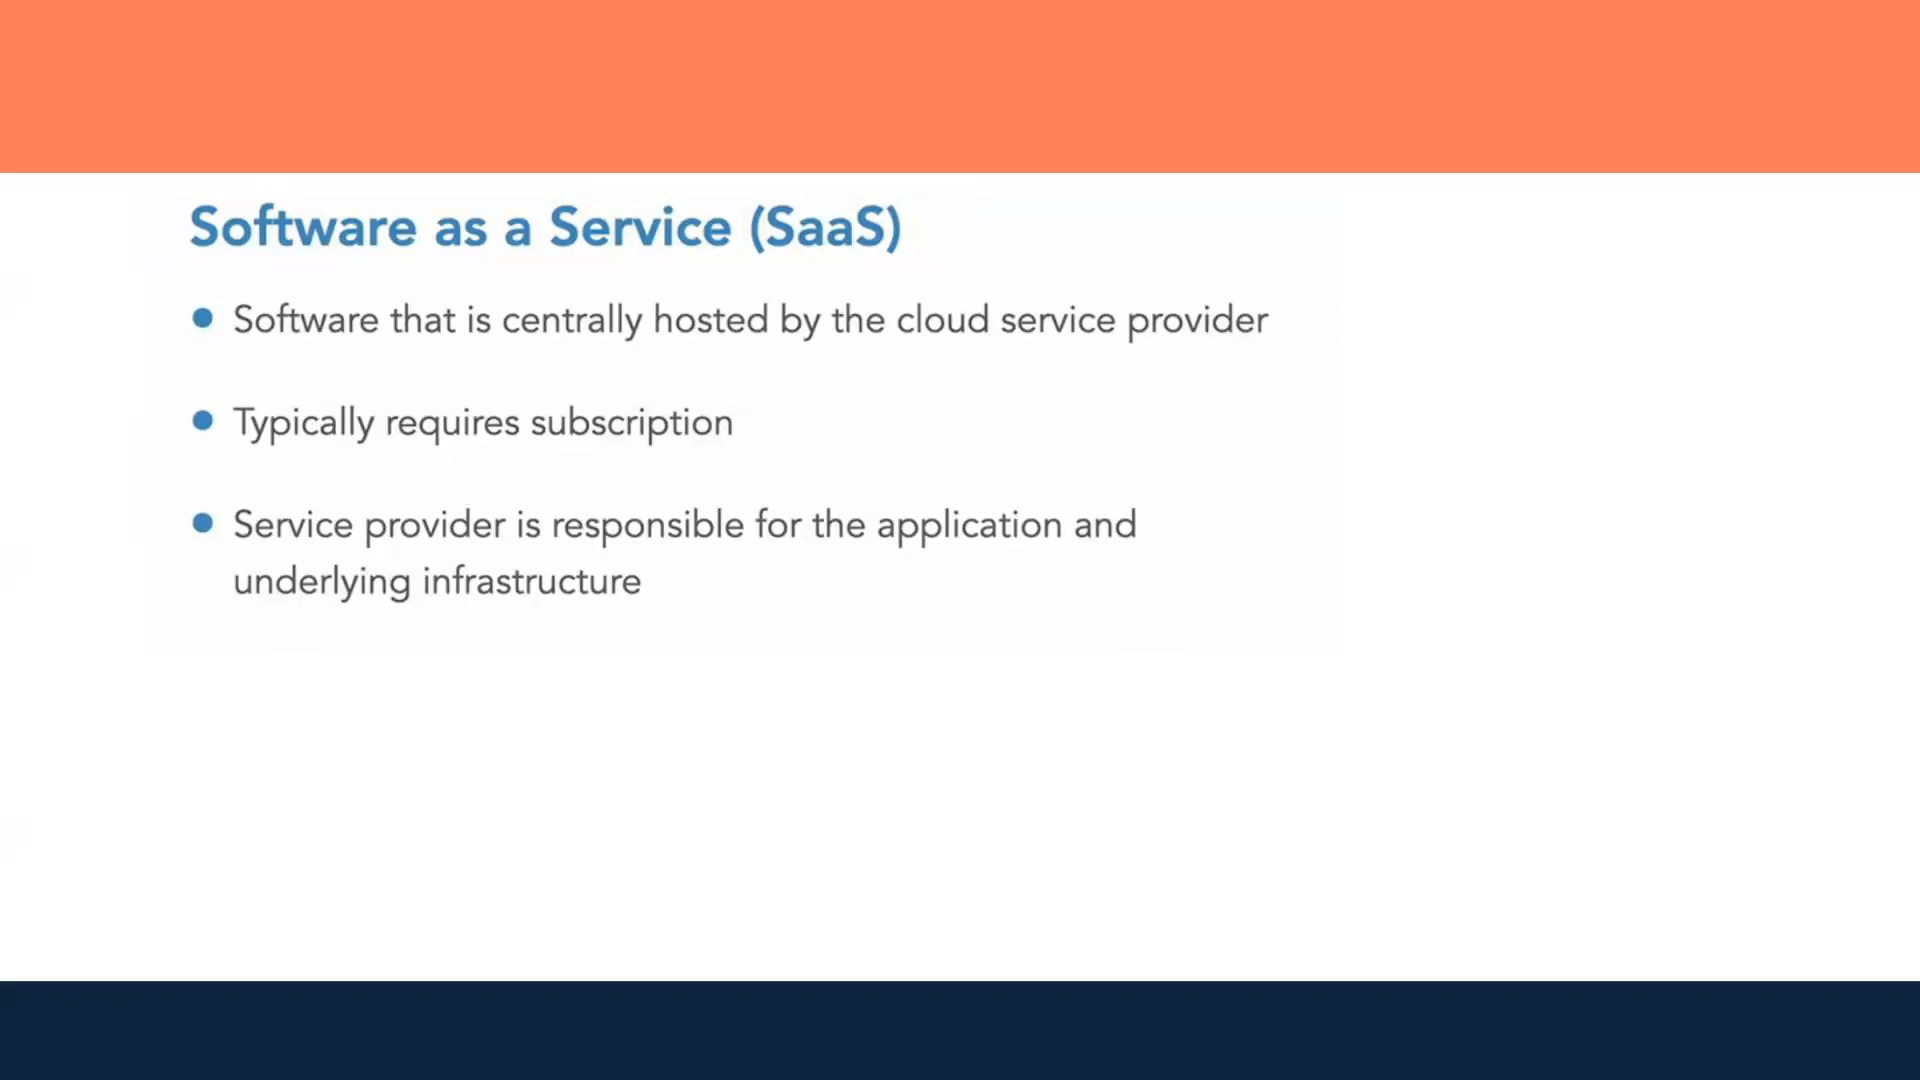 Software as a Service (SaaS)
● Software that is centrally hosted by the cloud service provider
● Typically requires subscription
● Service provider is responsible for the application and
underlying infrastructure